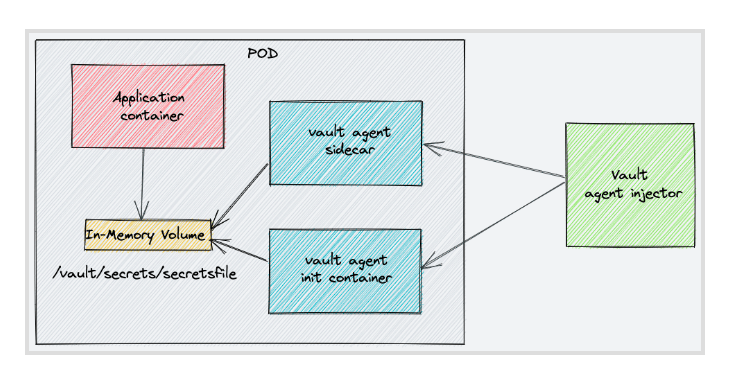 POD
Application
container
vault agent
sidecar
Vault
agent injector
In-Memory Volume
/vault/secrets/secretsfile
vault agent
init container